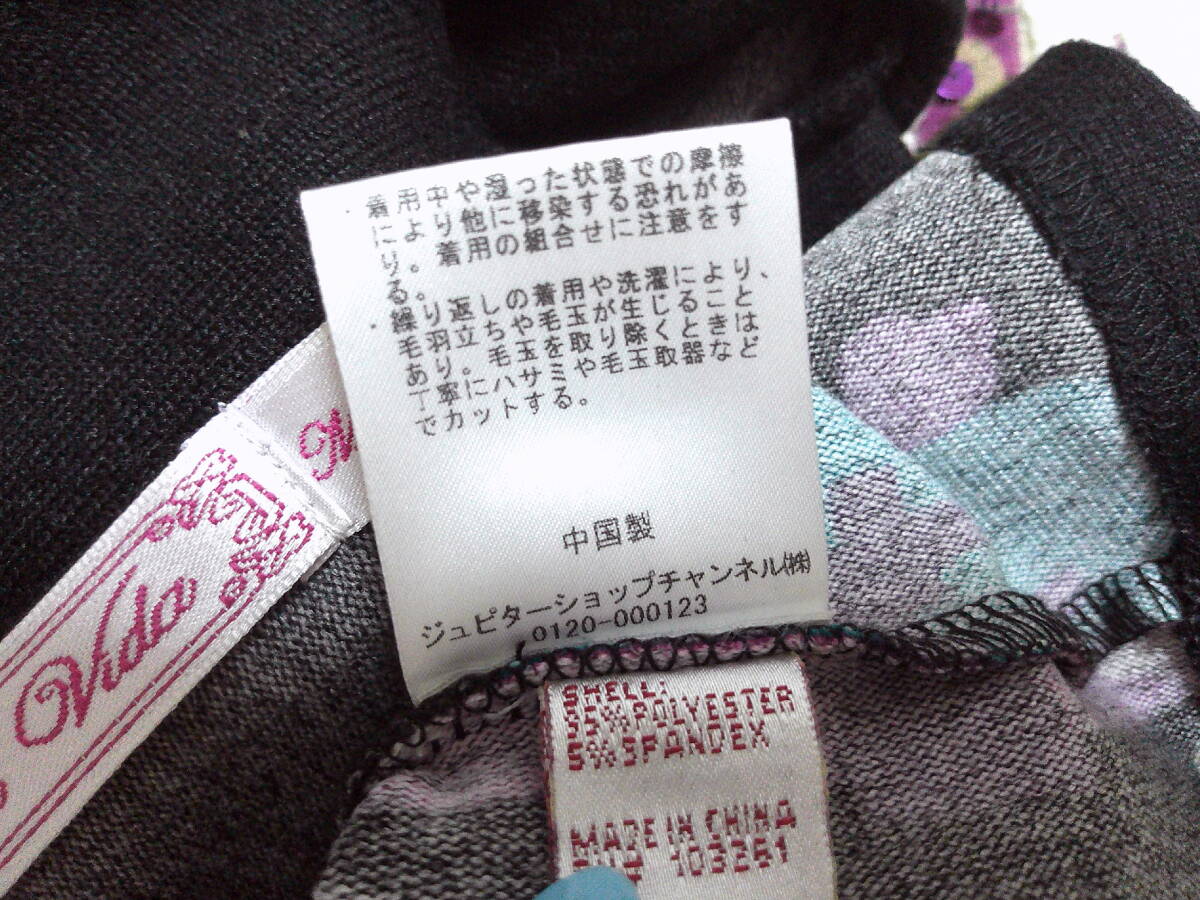 ・着用中や湿った状態での摩擦
により他に移染する恐れがあ
り。着用の組合せに注意をす
る。
・繰り返しの着用や洗濯により、
毛羽立ちや毛玉が生じること
あり。毛玉を取り除くときは
丁寧にハサミや毛玉取器など
でカットする。
中国製
ジュピターショップチャンネル㈱
0120-000123
Vida
SHELL:
95%POLYESTER
5%SPANDEX
MADE IN CHINA
103261